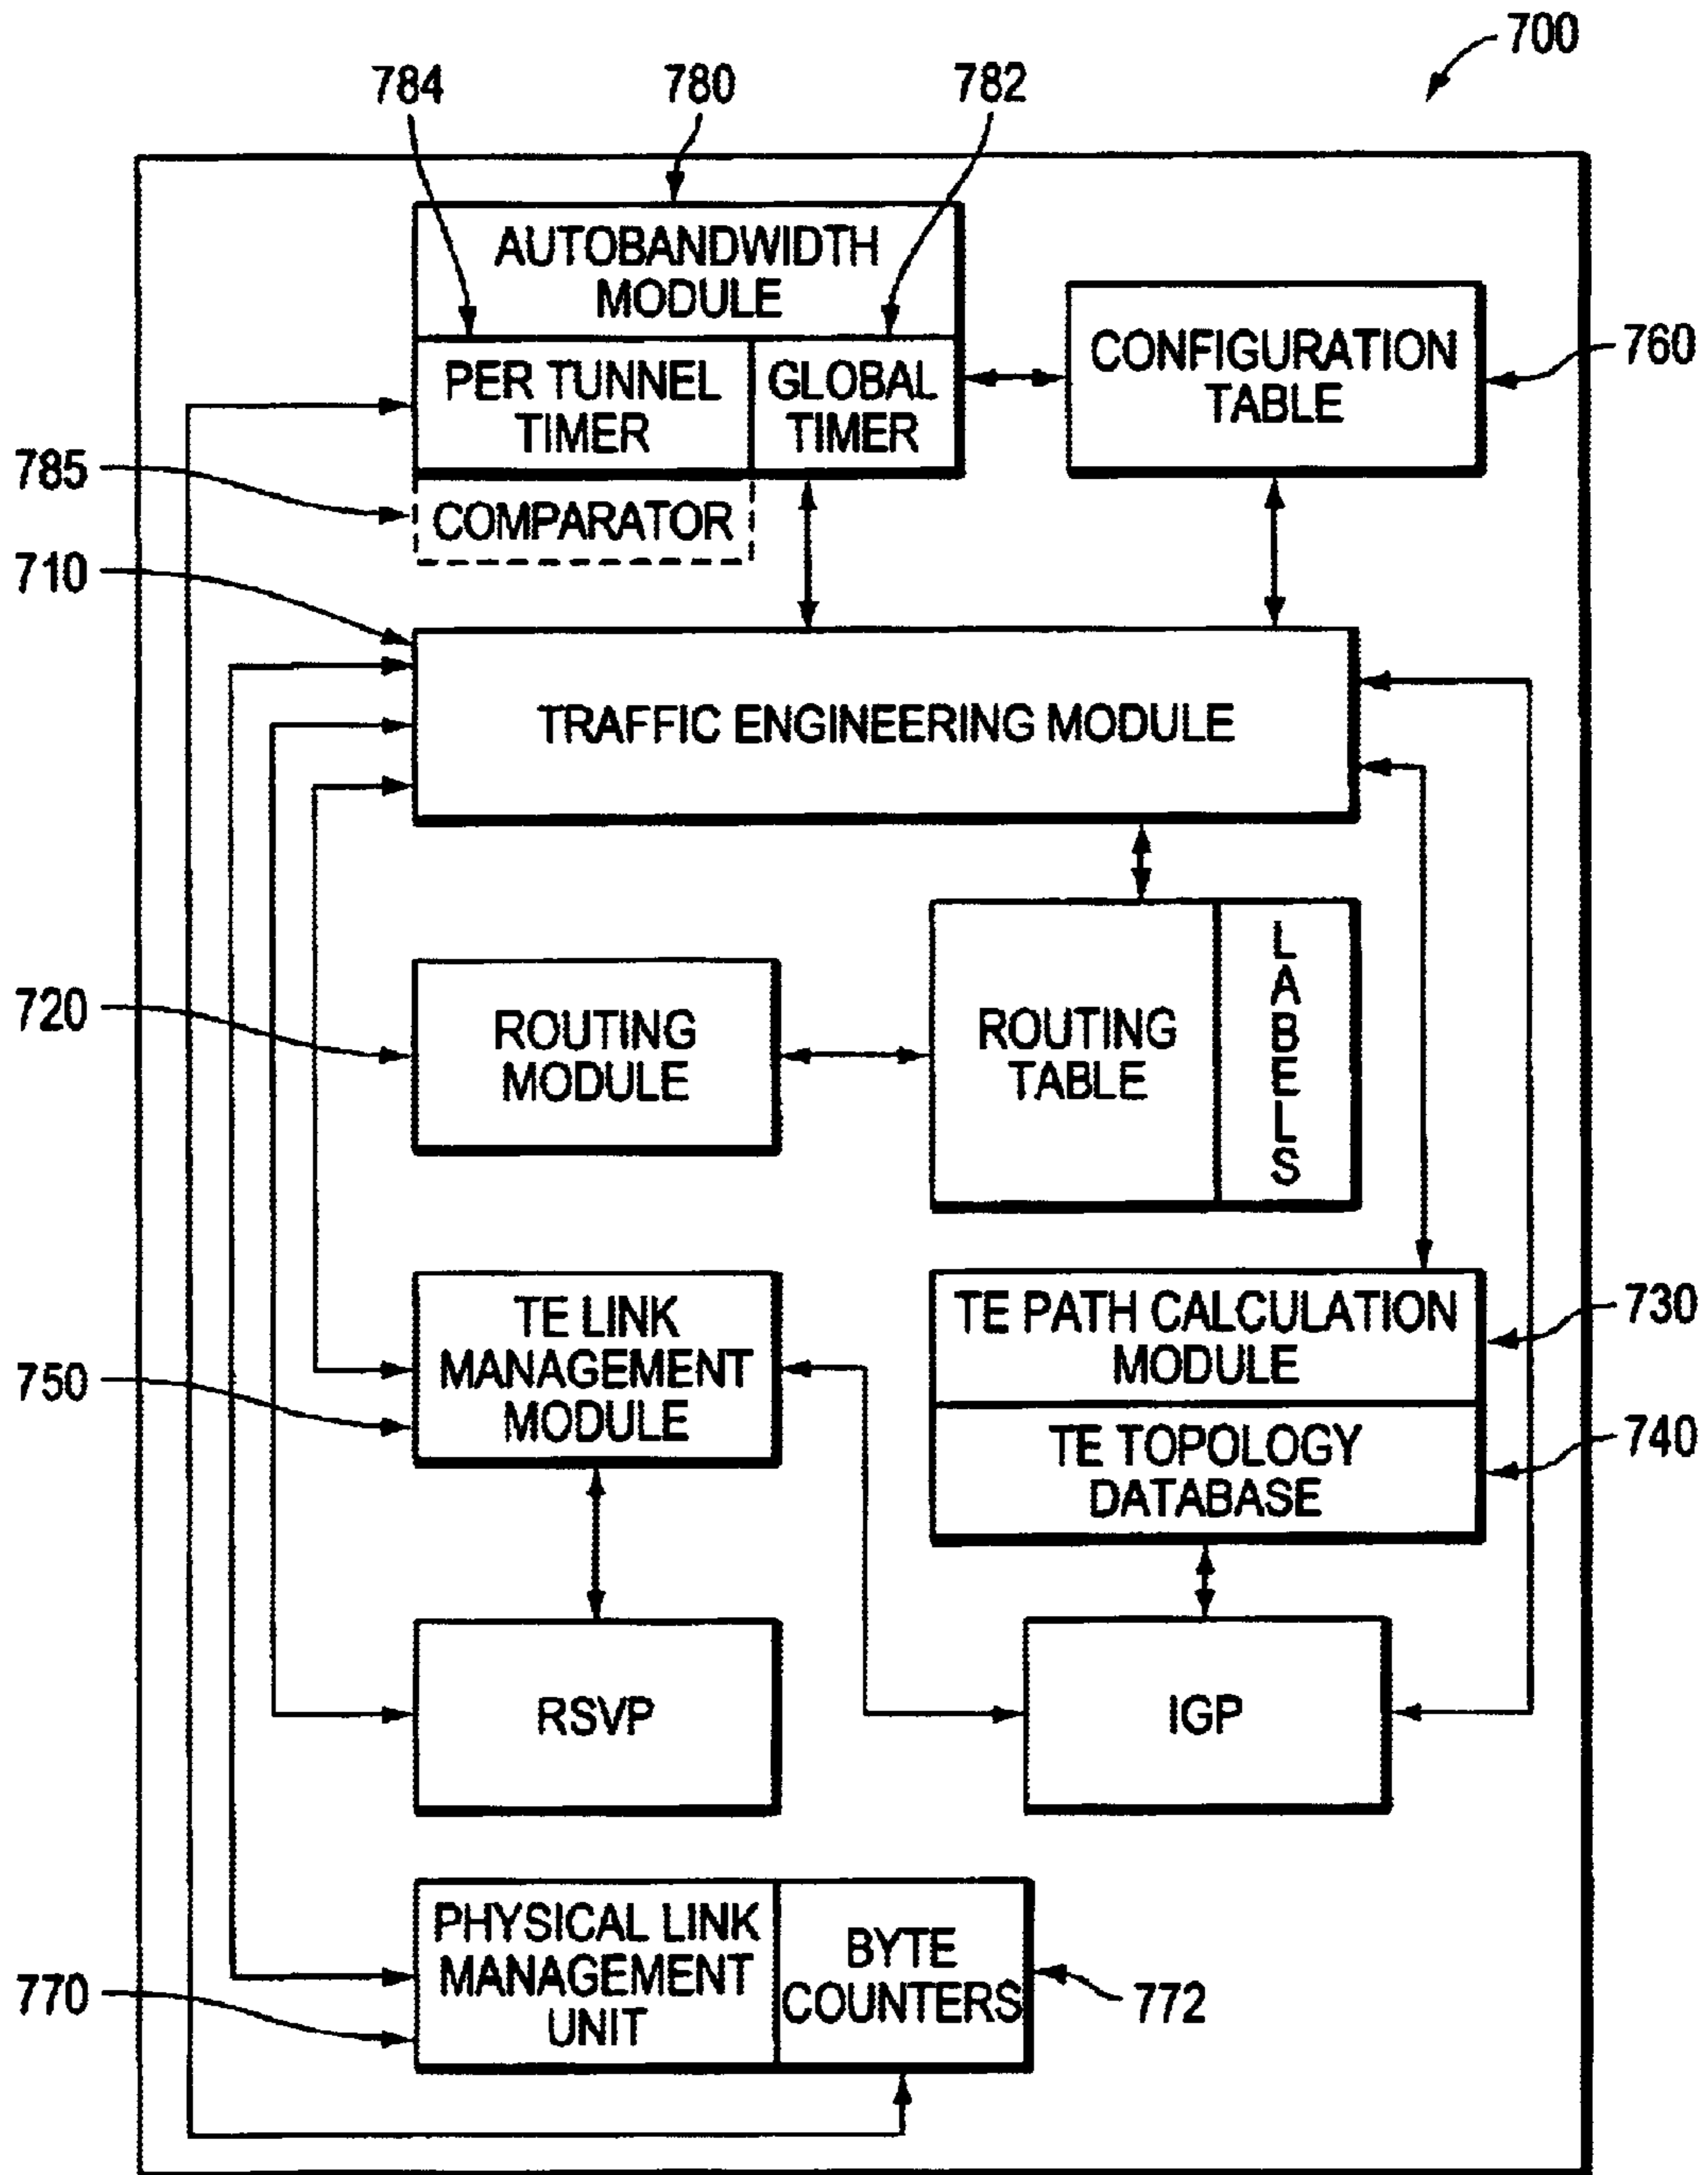 700
784
780
782
AUTOBANDWIDTH
MODULE
PER TUNNEL
TIMER
GLOBAL
TIMER
CONFIGURATION
TABLE
760
785
COMPARATOR
710
TRAFFIC ENGINEERING MODULE
720
ROUTING
MODULE
ROUTING
TABLE
LABELS
TE LINK
MANAGEMENT
MODULE
750
TE PATH CALCULATION
MODULE
730
TE TOPOLOGY
DATABASE
740
RSVP
IGP
PHYSICAL LINK
MANAGEMENT
UNIT
BYTE
COUNTERS
770
772